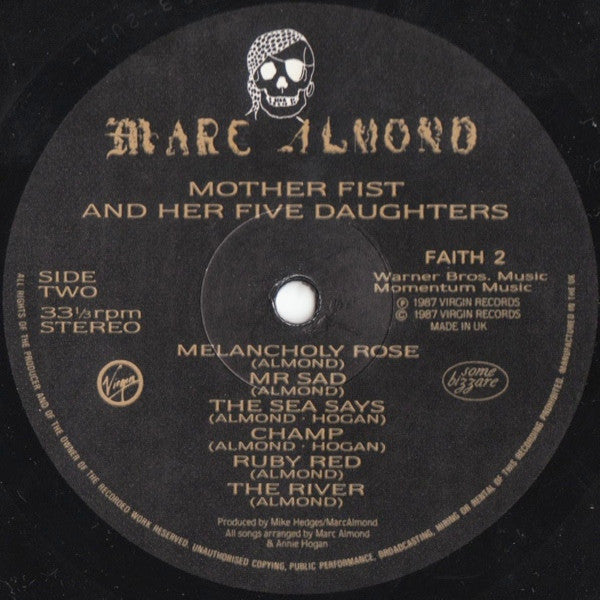 MARC ALMOND
MOTHER FIST
AND HER FIVE DAUGHTERS
FAITH 2
SIDE
TWO
33 1/3 rpm
STEREO
Warner Bros. Music
Momentum Music
Ⓟ 1987 VIRGIN RECORDS
© 1987 VIRGIN RECORDS
MADE IN UK
Virgin
some
bizzare
MELANCHOLY ROSE
(ALMOND)
MR SAD
(ALMOND)
THE SEA SAYS
(ALMOND · HOGAN)
CHAMP
(ALMOND · HOGAN)
RUBY RED
(ALMOND)
THE RIVER
(ALMOND)
Produced by Mike Hedges/MarcAlmond
All songs arranged by Marc Almond
& Annie Hogan
ALL RIGHTS OF THE PRODUCER AND OF THE OWNER OF THE RECORDED WORK RESERVED. UNAUTHORISED COPYING, PUBLIC PERFORMANCE, BROADCASTING, HIRING OR RENTAL OF THIS RECORDING PROHIBITED. MANUFACTURED IN THE UK